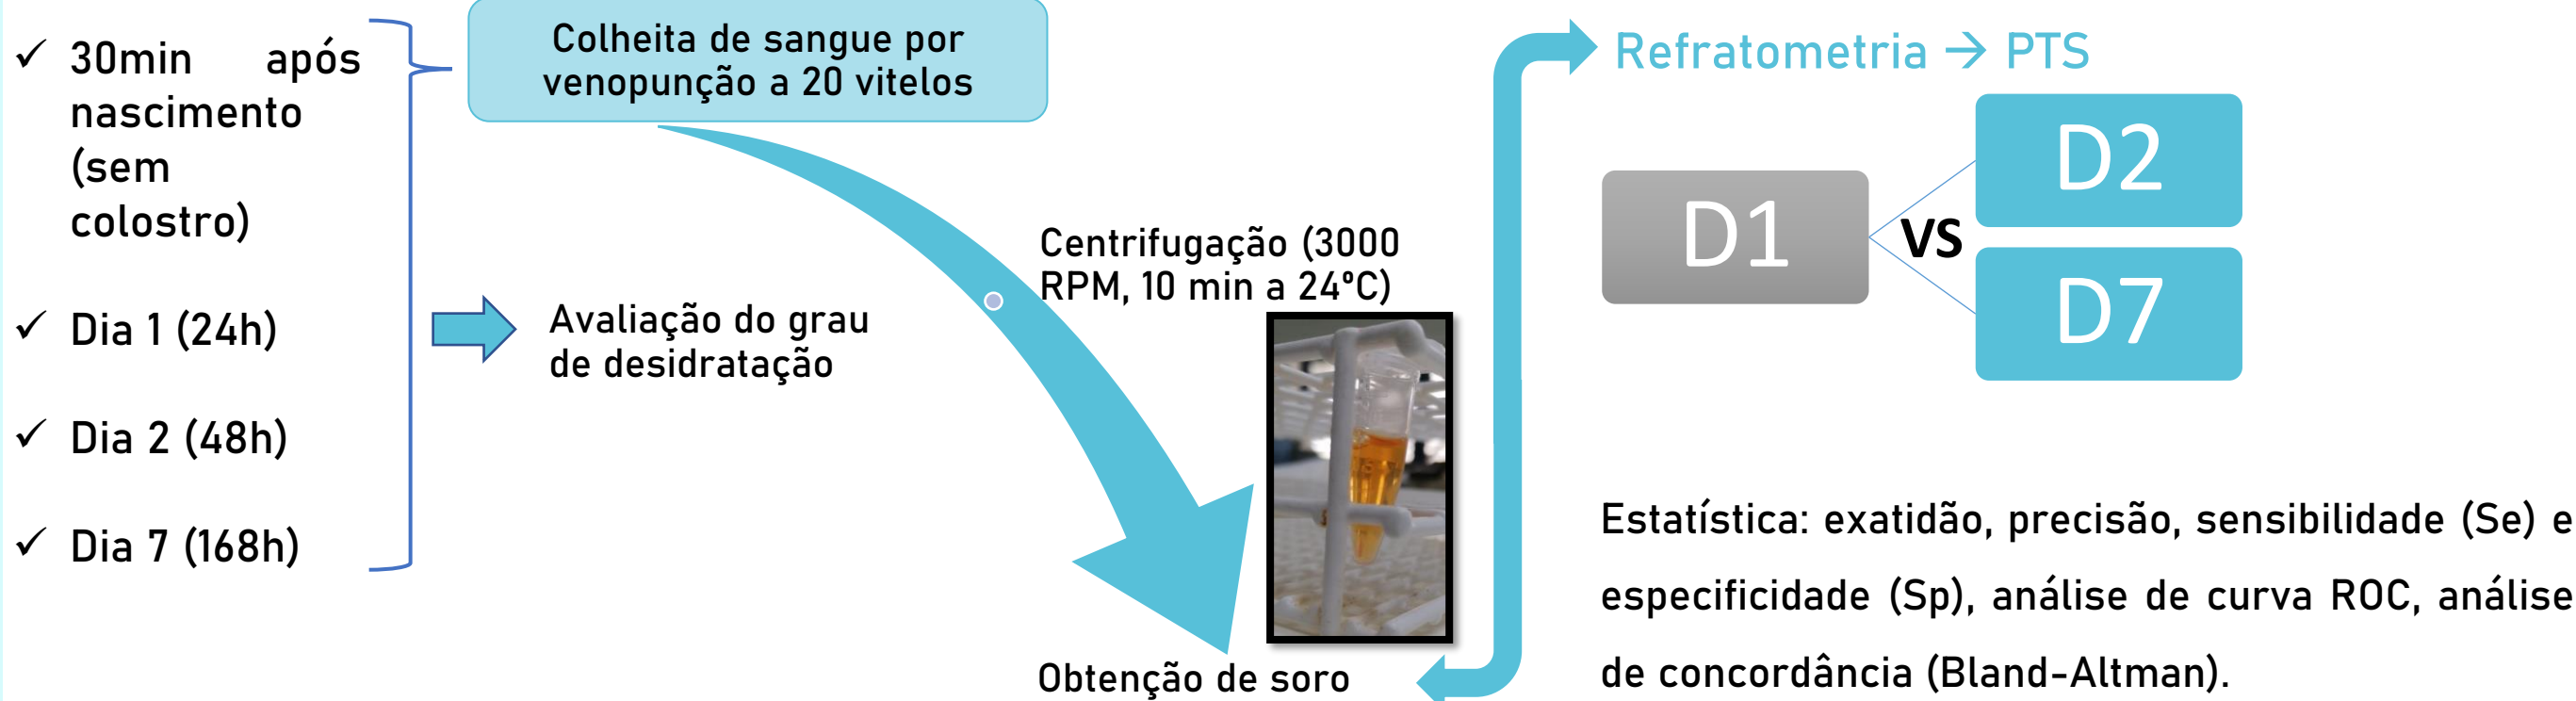 ✓ 30min após
nascimento
(sem
colostro)
✓ Dia 1 (24h)
✓ Dia 2 (48h)
✓ Dia 7 (168h)
Colheita de sangue por
venopunção a 20 vitelos
Avaliação do grau
de desidratação
Centrifugação (3000
RPM, 10 min a 24ºC)
Obtenção de soro
Refratometria → PTS
D1
VS
D2
D7
Estatística: exatidão, precisão, sensibilidade (Se) e
especificidade (Sp), análise de curva ROC, análise
de concordância (Bland-Altman).